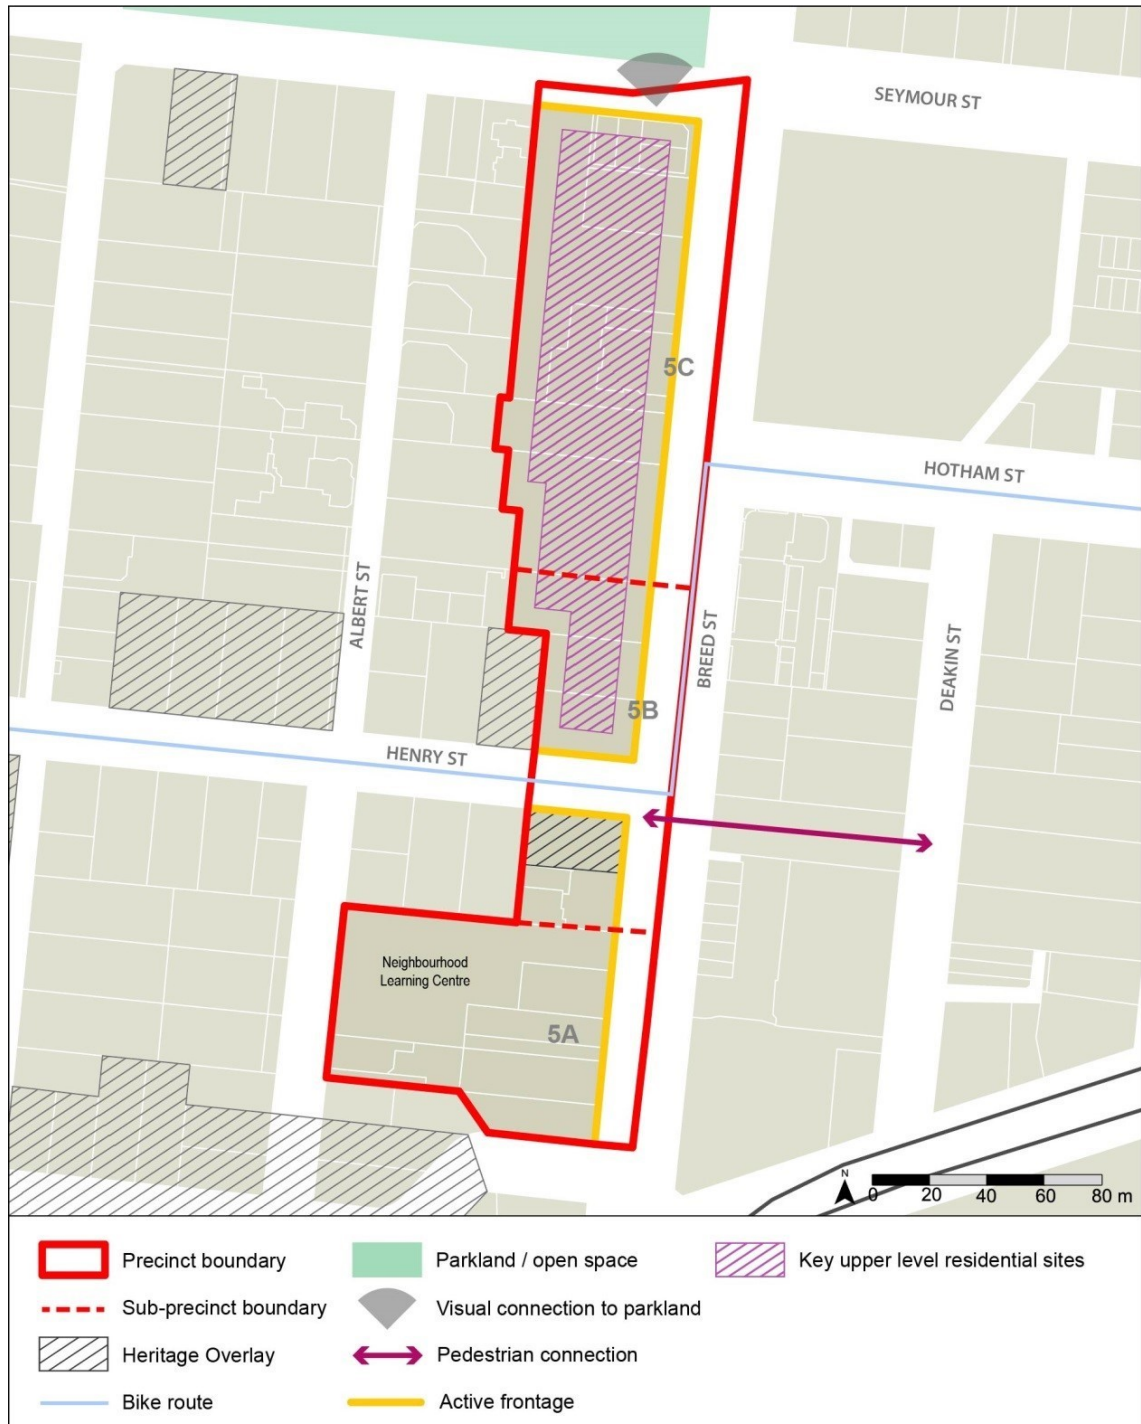 SEYMOUR ST
5C
HOTHAM ST
ALBERT ST
BREED ST
DEAKIN ST
5B
HENRY ST
Neighbourhood
Learning Centre
5A
N
0 20 40 60 80 m
Precinct boundary
Parkland / open space
Key upper level residential sites
Sub-precinct boundary
Visual connection to parkland
Heritage Overlay
Pedestrian connection
Bike route
Active frontage